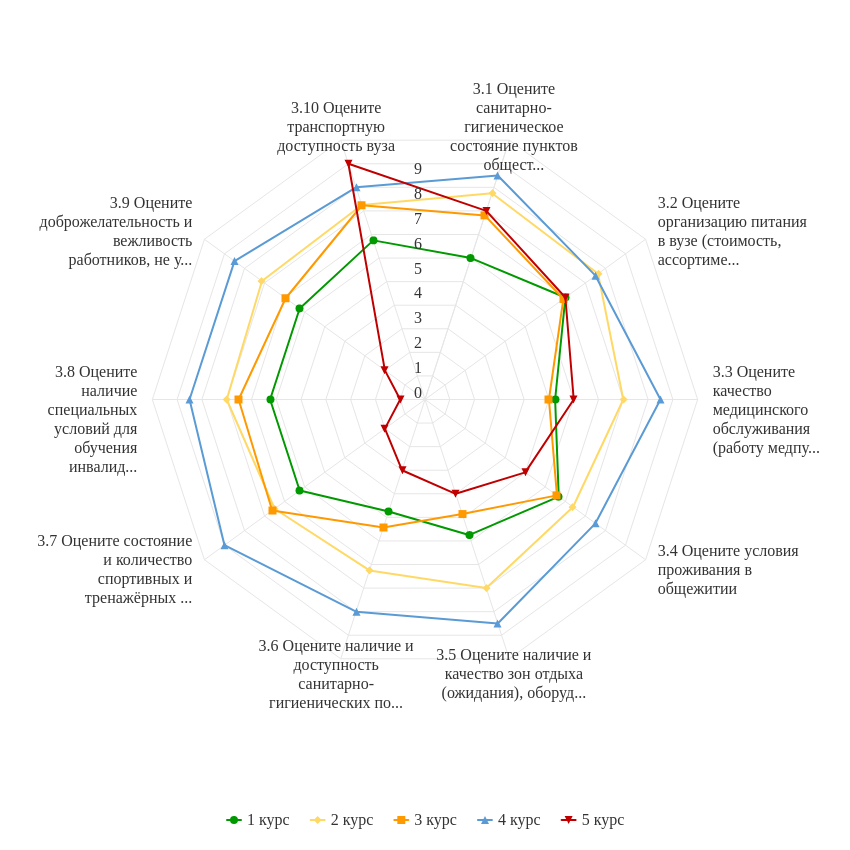 3.1 Оцените
санитарно-
гигиеническое
состояние пунктов
общест...
3.10 Оцените
транспортную
доступность вуза
3.2 Оцените
организацию питания
в вузе (стоимость,
ассортиме...
3.9 Оцените
доброжелательность и
вежливость
работников, не у...
9
8
7
6
5
4
3
2
1
0
3.3 Оцените
качество
медицинского
обслуживания
(работу медпу...
3.8 Оцените
наличие
специальных
условий для
обучения
инвалид...
3.4 Оцените условия
проживания в
общежитии
3.7 Оцените состояние
и количество
спортивных и
тренажёрных ...
3.6 Оцените наличие и
доступность
санитарно-
гигиенических по...
3.5 Оцените наличие и
качество зон отдыха
(ожидания), оборуд...
1 курс 2 курс 3 курс 4 курс 5 курс